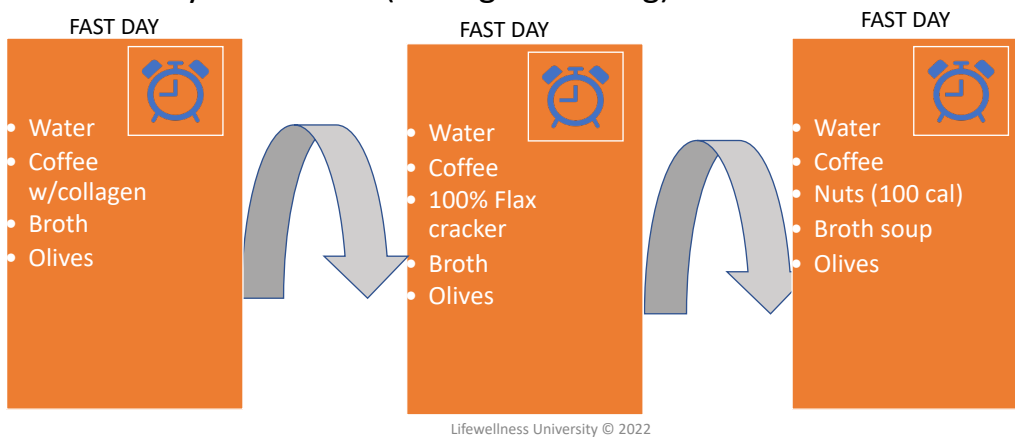 FAST DAY
• Water
• Coffee
w/collagen
• Broth
• Olives
FAST DAY
• Water
• Coffee
• 100% Flax
cracker
• Broth
• Olives
FAST DAY
• Water
• Coffee
• Nuts (100 cal)
• Broth soup
• Olives
Lifewellness University © 2022